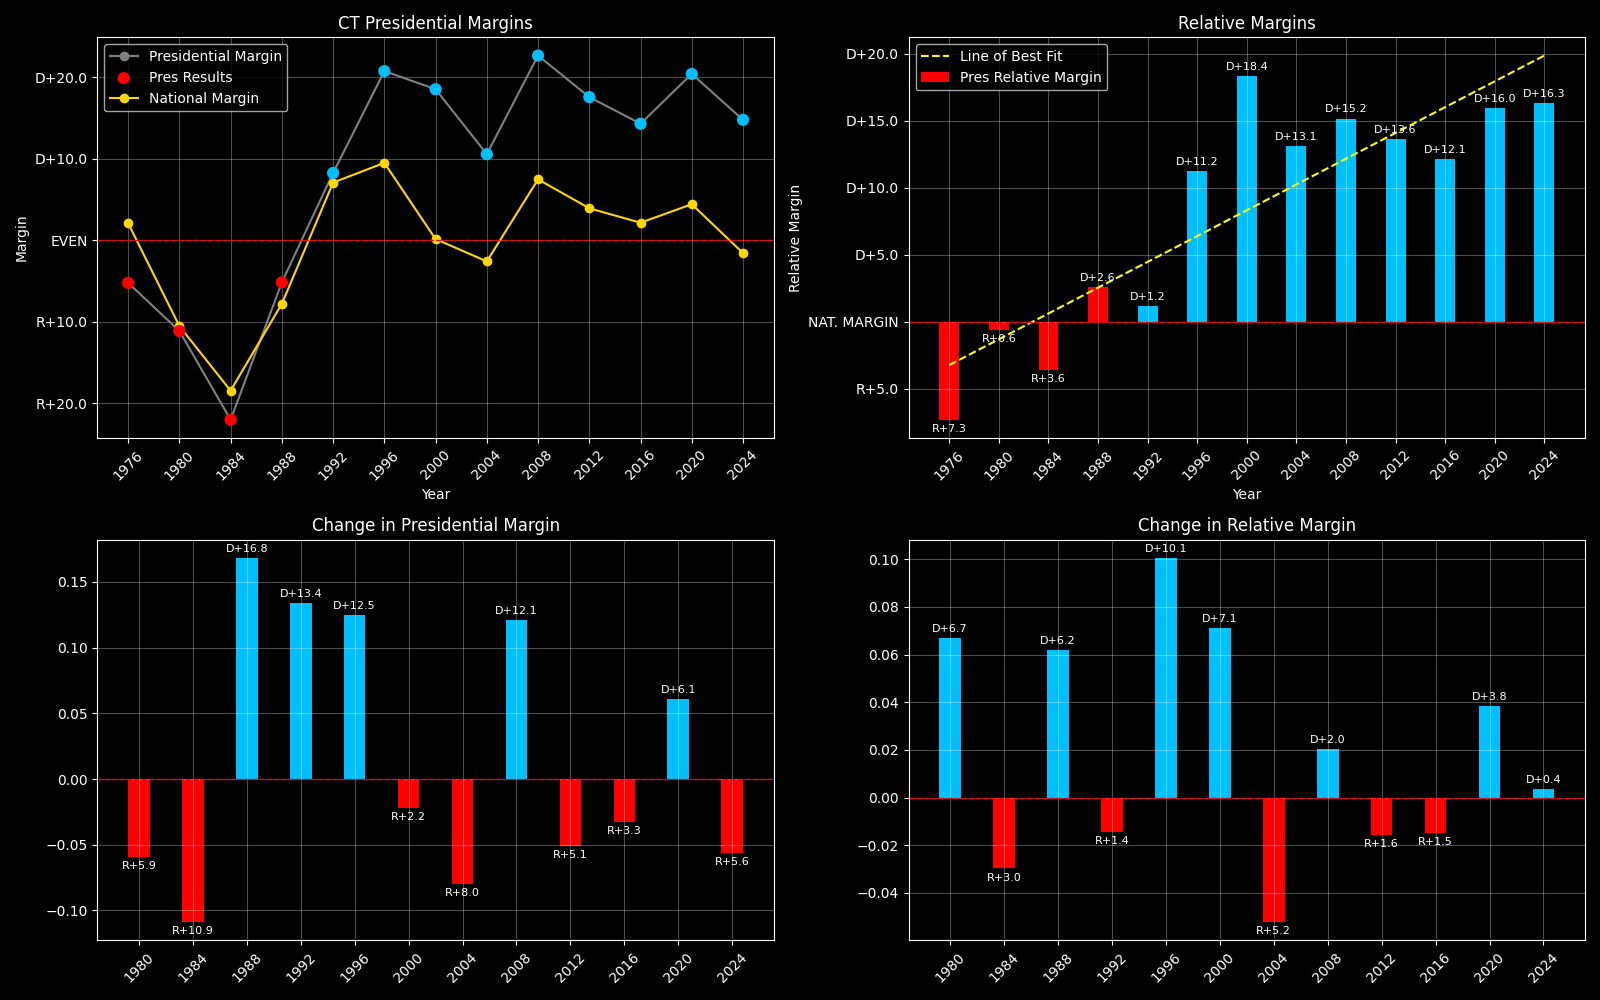 CT Presidential Margins
Presidential Margin
Pres Results
National Margin
Margin
D+20.0
D+10.0
EVEN
R+10.0
R+20.0
1976
1980
1984
1988
1992
1996
2000
2004
2008
2012
2016
2020
2024
Year
Relative Margins
Line of Best Fit
Pres Relative Margin
Relative Margin
D+20.0
D+15.0
D+10.0
D+5.0
NAT. MARGIN
R+5.0
R+7.3
R+0.6
R+3.6
D+2.6
D+1.2
D+11.2
D+18.4
D+13.1
D+15.2
D+13.6
D+12.1
D+16.0
D+16.3
1976
1980
1984
1988
1992
1996
2000
2004
2008
2012
2016
2020
2024
Year
Change in Presidential Margin
0.15
0.10
0.05
0.00
−0.05
−0.10
R+5.9
R+10.9
D+16.8
D+13.4
D+12.5
R+2.2
R+8.0
D+12.1
R+5.1
R+3.3
D+6.1
R+5.6
1980
1984
1988
1992
1996
2000
2004
2008
2012
2016
2020
2024
Change in Relative Margin
0.10
0.08
0.06
0.04
0.02
0.00
−0.02
−0.04
D+6.7
R+3.0
D+6.2
R+1.4
D+10.1
D+7.1
R+5.2
D+2.0
R+1.6
R+1.5
D+3.8
D+0.4
1980
1984
1988
1992
1996
2000
2004
2008
2012
2016
2020
2024